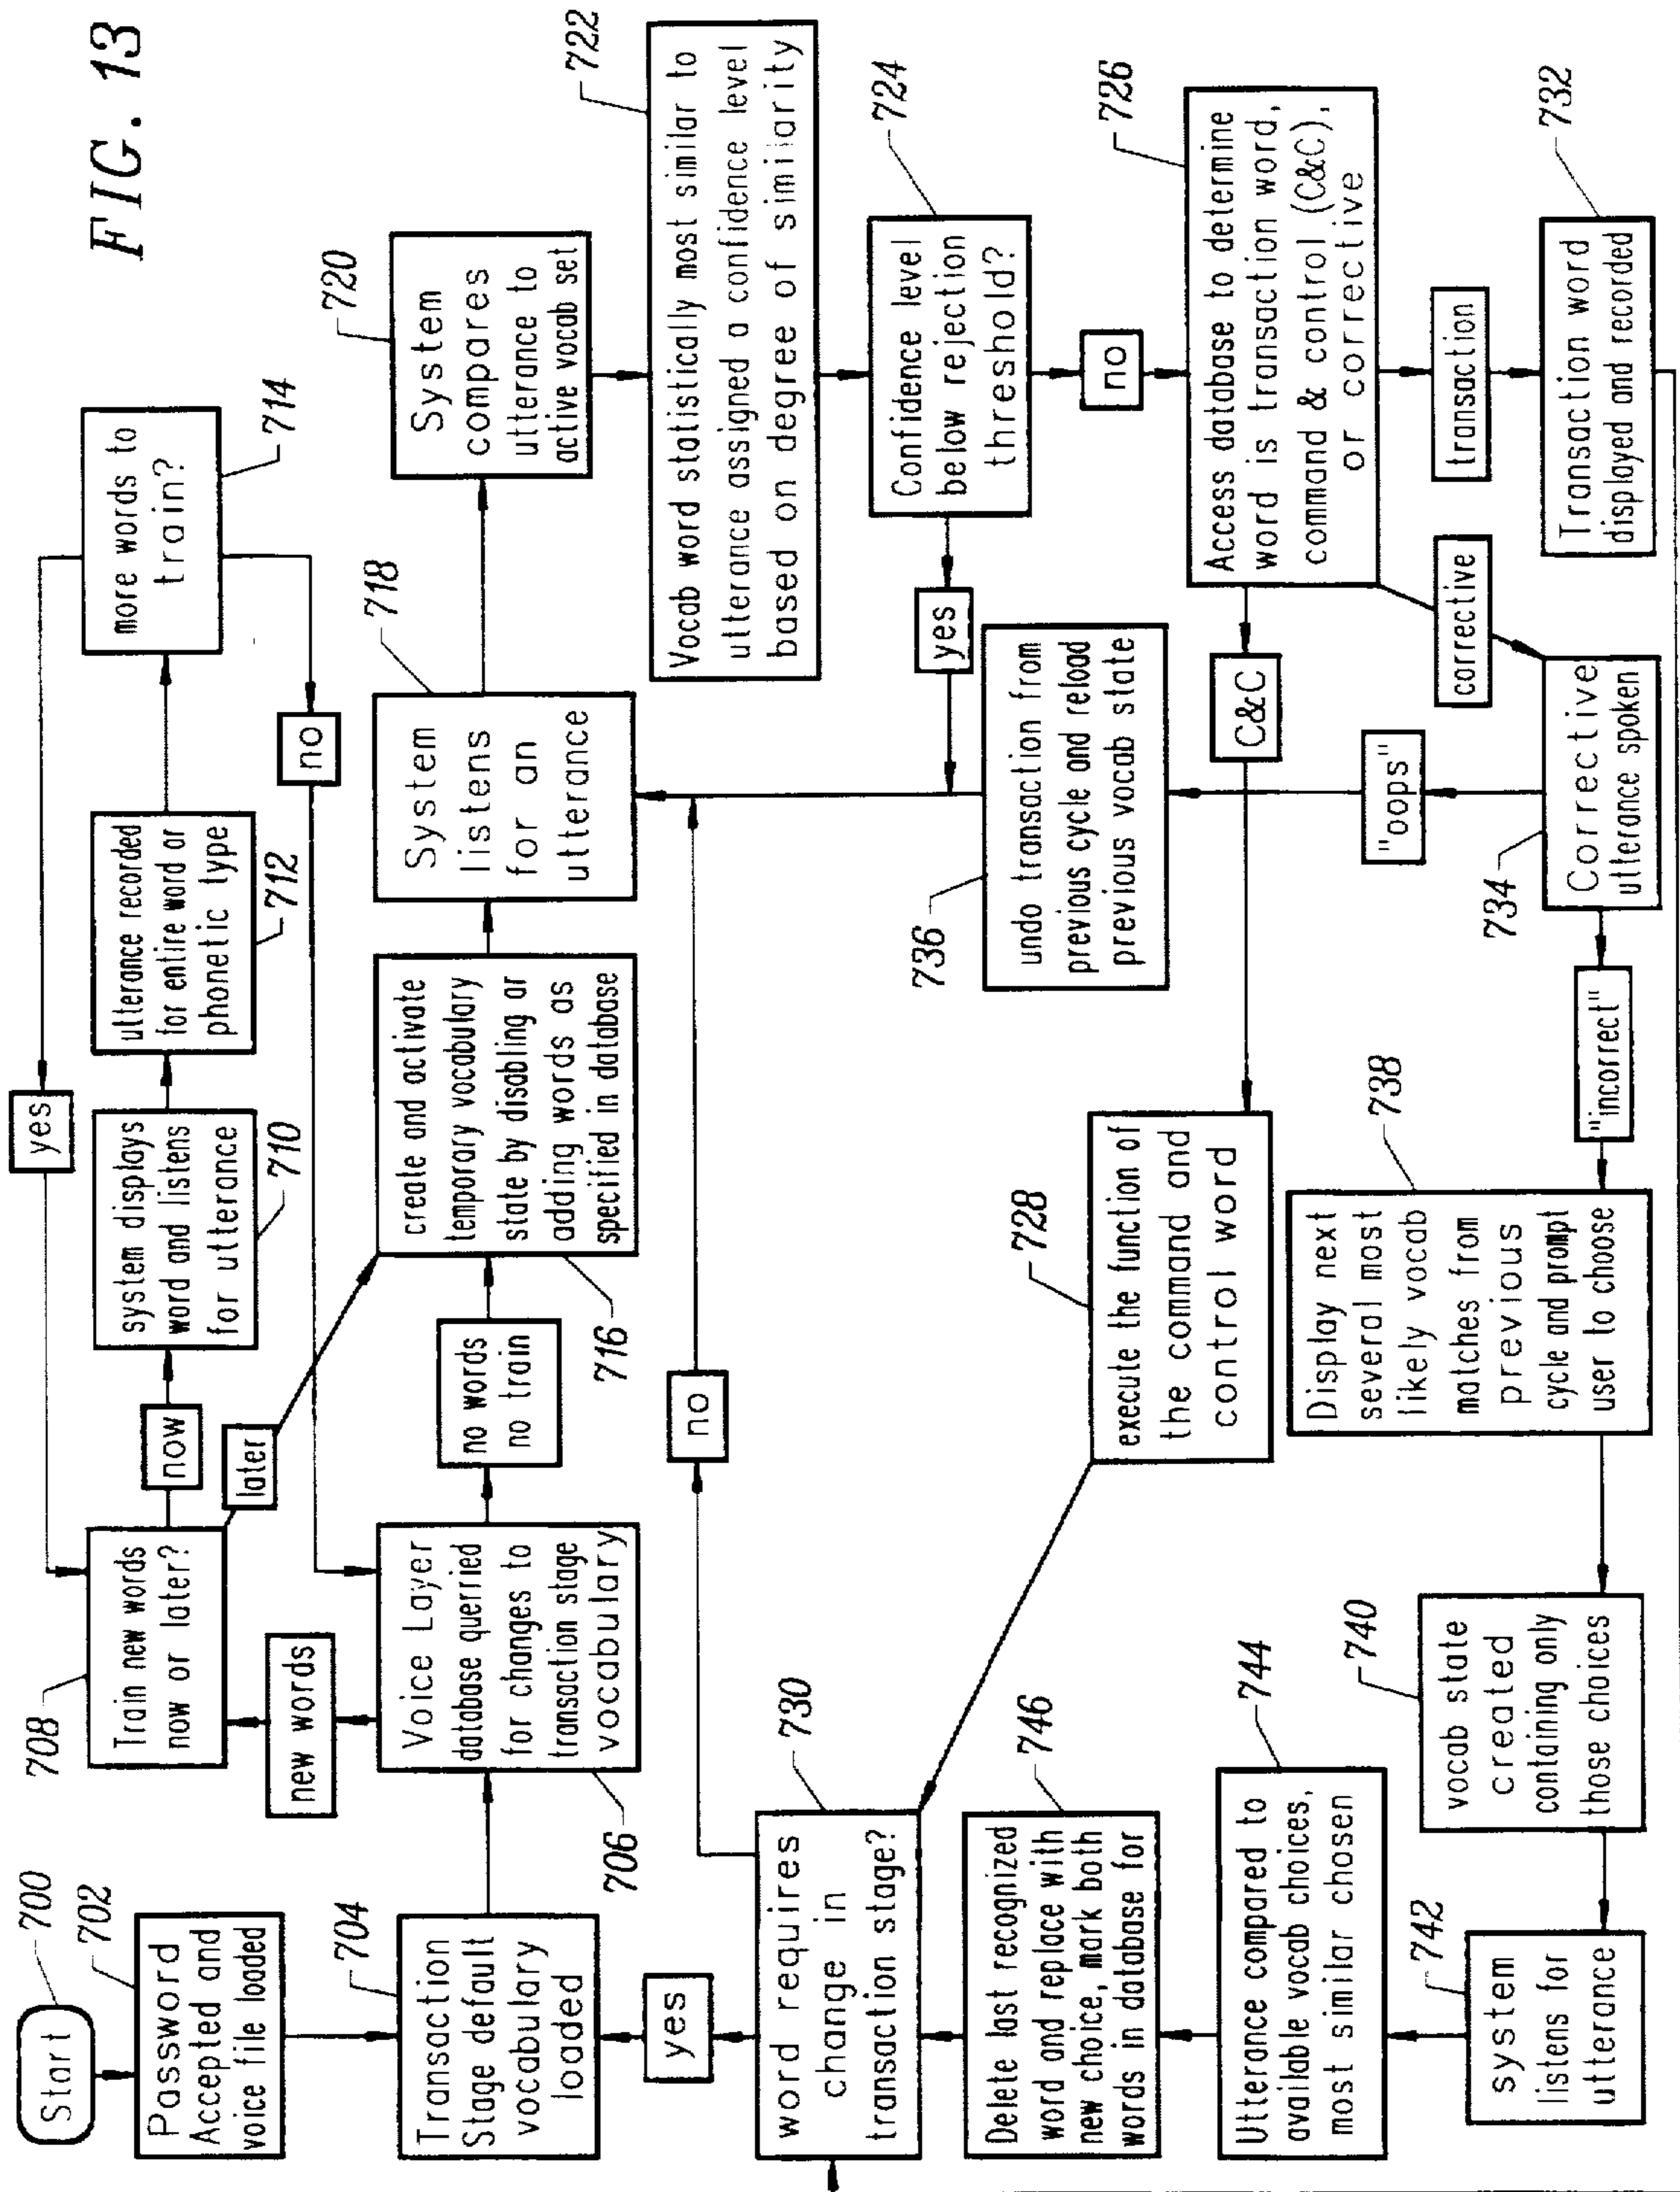 FIG. 13
Start
700
Password
Accepted and
voice file loaded
702
Transaction
Stage default
vocabulary
loaded
704
Voice Layer
database querried
for changes to
transaction stage
vocabulary
706
new words
Train new words
now or later?
708
now
later
system displays
word and listens
for utterance
710
utterance recorded
for entire word or
phonetic type
712
more words to
train?
714
yes
no
no words
no train
create and activate
temporary vocabulary
state by disabling or
adding words as
specified in database
716
System
listens
for an
utterance
718
System
compares
utterance to
active vocab set
720
Vocab word statistically most similar to
utterance assigned a confidence level
based on degree of similarity
722
Confidence level
below rejection
threshold?
724
yes
no
Access database to determine
word is transaction word,
command & control (C&C),
or corrective
726
C&C
corrective
transaction
execute the function of
the command and
control word
728
word requires
change in
transaction stage?
730
yes
no
Transaction word
displayed and recorded
732
Corrective
utterance spoken
734
"oops"
undo transaction from
previous cycle and reload
previous vocab state
736
"incorrect"
Display next
several most
likely vocab
matches from
previous
cycle and prompt
user to choose
738
vocab state
created
containing only
those choices
740
system
listens for
utterance
742
Utterance compared to
available vocab choices,
most similar chosen
744
Delete last recognized
word and replace with
new choice, mark both
words in database for
746